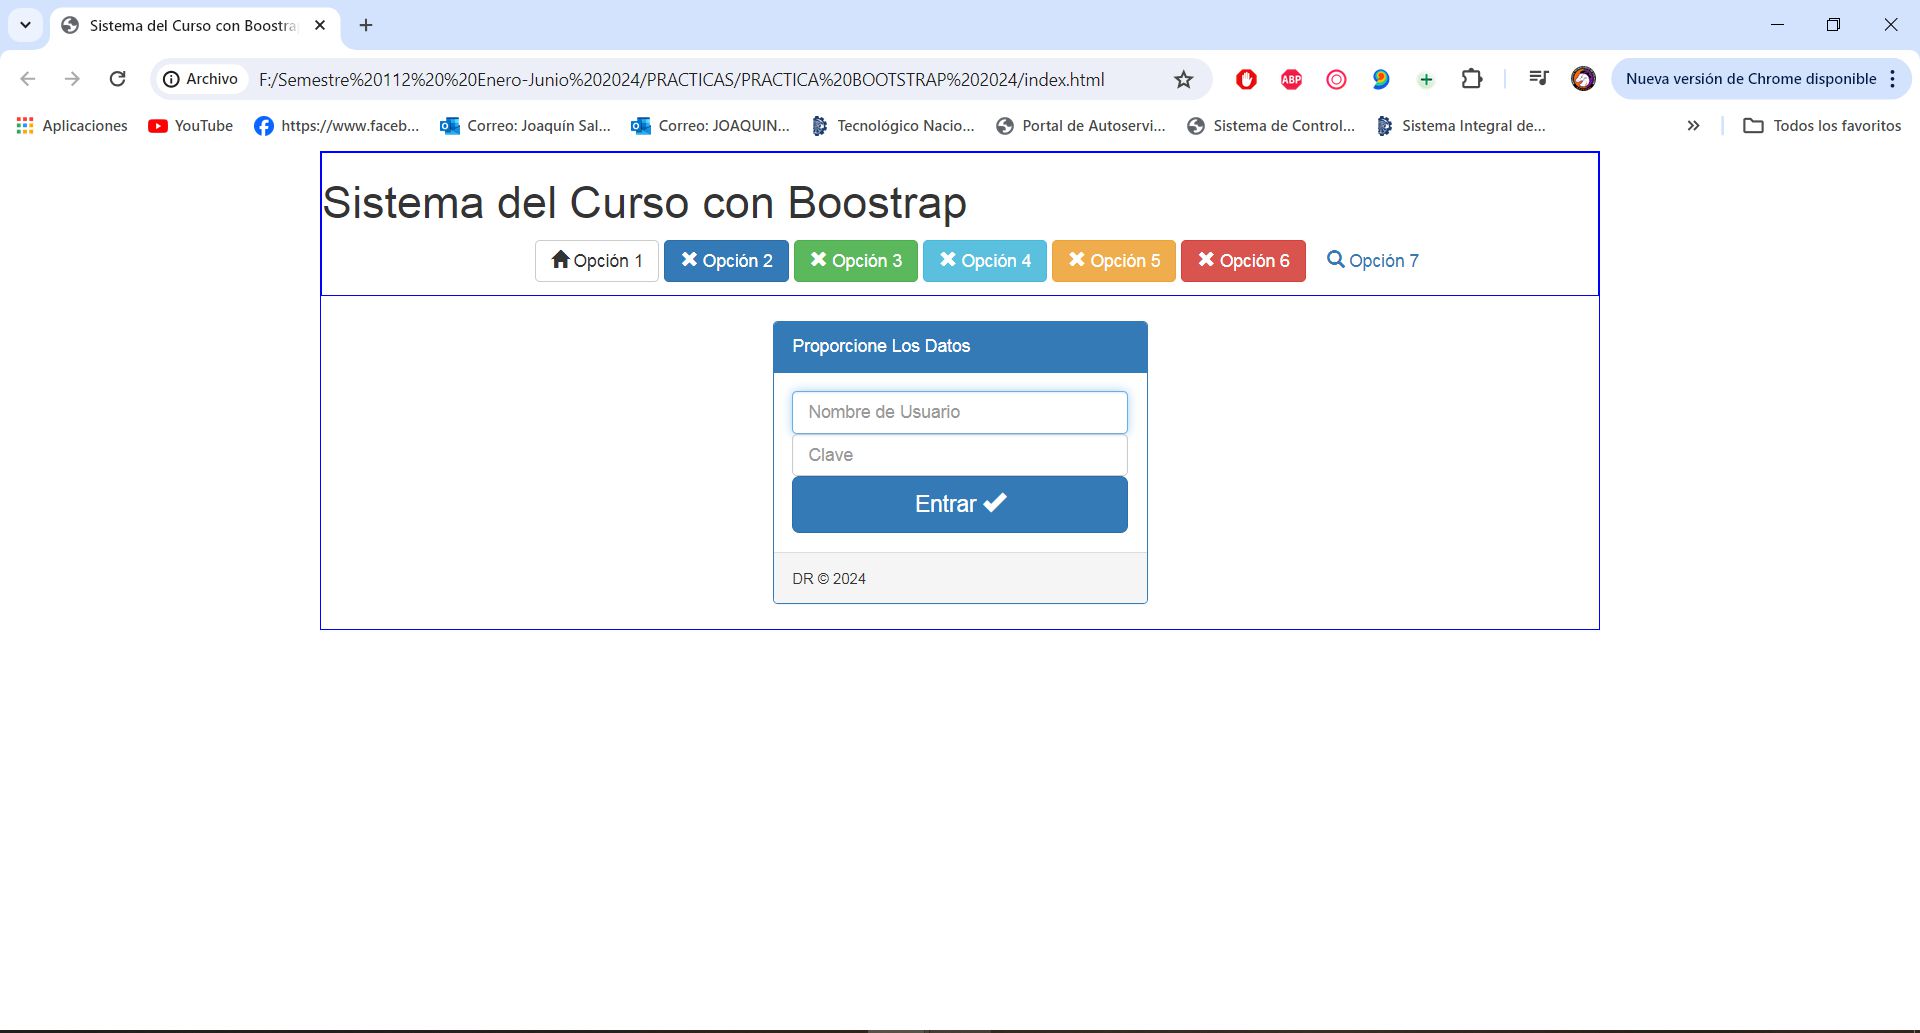 Sistema del Curso con Boostra
Archivo
F:/Semestre%20112%20%20Enero-Junio%202024/PRACTICAS/PRACTICA%20BOOTSTRAP%202024/index.html
ABP
Nueva versión de Chrome disponible
Aplicaciones
YouTube
https://www.faceb...
Correo: Joaquín Sal...
Correo: JOAQUIN...
Tecnológico Nacio...
Portal de Autoservi...
Sistema de Control...
Sistema Integral de...
Todos los favoritos
Sistema del Curso con Boostrap
Opción 1
Opción 2
Opción 3
Opción 4
Opción 5
Opción 6
Opción 7
Proporcione Los Datos
Nombre de Usuario
Clave
Entrar
DR © 2024